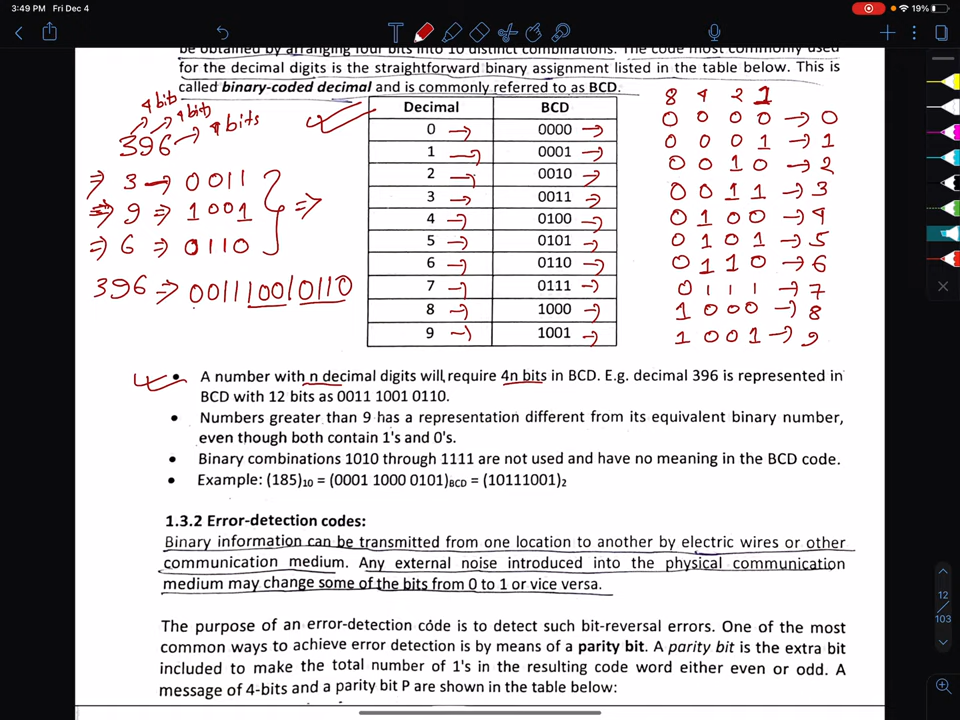 3:49 PM Fri Dec 4
19%
be obtained by arranging four bits into 10 distinct combinations. The code most commonly used
for the decimal digits is the straightforward binary assignment listed in the table below. This is
called binary-coded decimal and is commonly referred to as BCD.
4 bit
4 bits
396 → 4 bits
⇒ 3 → 0011
⇒ 9 ⇒ 1001 ⇒
⇒ 6 ⇒ 0110
396 ⇒ 001110010110
Decimal BCD
0 → 0000 →
1 → 0001 →
2 → 0010 →
3 → 0011 →
4 → 0100 →
5 → 0101 →
6 → 0110 →
7 → 0111 →
8 → 1000 →
9 → 1001 →
8 4 2 1
0 0 0 0 → 0
0 0 0 1 → 1
0 0 1 0 → 2
0 0 1 1 → 3
0 1 0 0 → 4
0 1 0 1 → 5
0 1 1 0 → 6
0 1 1 1 → 7
1 0 0 0 → 8
1 0 0 1 → 9
• A number with n decimal digits will require 4n bits in BCD. E.g. decimal 396 is represented in
BCD with 12 bits as 0011 1001 0110.
• Numbers greater than 9 has a representation different from its equivalent binary number,
even though both contain 1's and 0's.
• Binary combinations 1010 through 1111 are not used and have no meaning in the BCD code.
• Example: (185)10 = (0001 1000 0101)BCD = (10111001)2
1.3.2 Error-detection codes:
Binary information can be transmitted from one location to another by electric wires or other
communication medium. Any external noise introduced into the physical communication
medium may change some of the bits from 0 to 1 or vice versa.
The purpose of an error-detection code is to detect such bit-reversal errors. One of the most
common ways to achieve error detection is by means of a parity bit. A parity bit is the extra bit
included to make the total number of 1's in the resulting code word either even or odd. A
message of 4-bits and a parity bit P are shown in the table below:
12
/
103